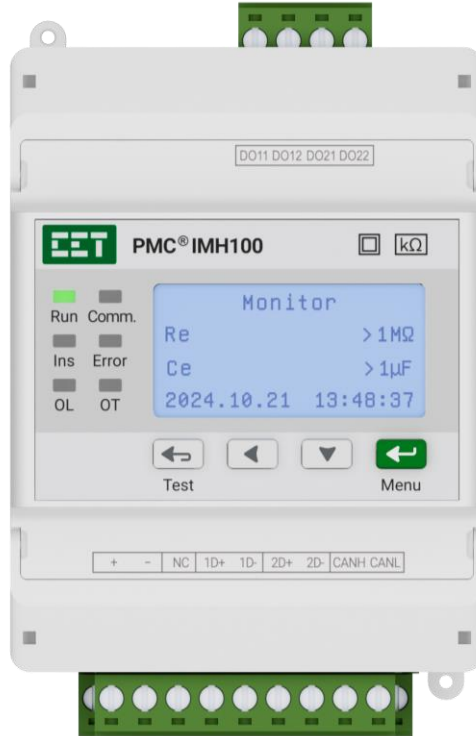 DO11 DO12 DO21 DO22
CET PMC® IMH100 kΩ
Run Comm.
Ins Error
OL OT
Monitor
Re >1MΩ
Ce >1µF
2024.10.21 13:48:37
Test Menu
+ - NC 1D+ 1D- 2D+ 2D- CANH CANL